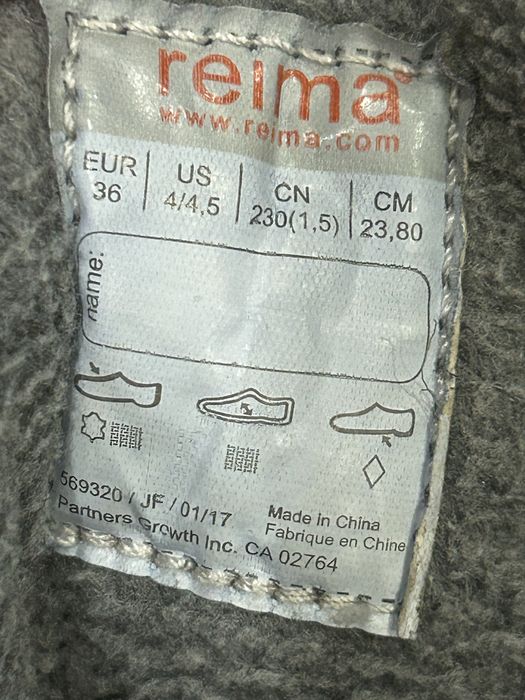 reima
www.reima.com
EUR US CN CM
36 4/4,5 230(1,5) 23,80
name:
569320 / JF / 01/17
Partners Growth Inc. CA 02764
Made in China
Fabriqué en Chine